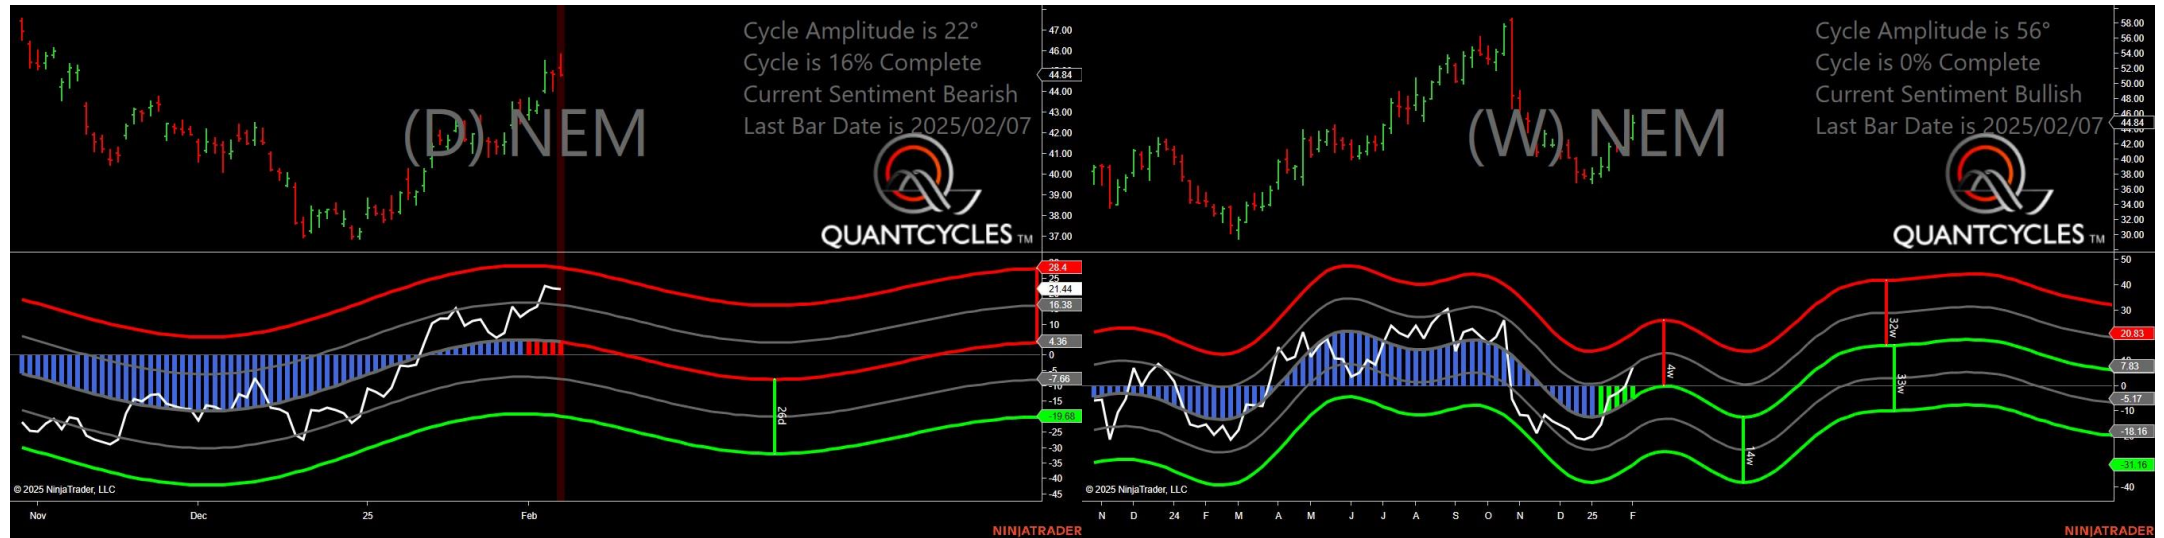 Cycle Amplitude is 22°
Cycle is 16% Complete
Current Sentiment Bearish
Last Bar Date is 2025/02/07
(D) NEM
QUANTCYCLES TM
47.00
46.00
44.84
44.00
43.00
42.00
41.00
40.00
39.00
38.00
37.00
28.4
25
21.44
16.38
10
4.36
0
-5
-7.66
-15
-19.68
-25
-30
-35
-40
-45
26d
© 2025 NinjaTrader, LLC
Nov Dec 25 Feb
NINJATRADER
Cycle Amplitude is 56°
Cycle is 0% Complete
Current Sentiment Bullish
Last Bar Date is 2025/02/07
(W) NEM
QUANTCYCLES TM
58.00
56.00
54.00
52.00
50.00
48.00
46.00
44.84
44.00
42.00
40.00
38.00
36.00
34.00
32.00
30.00
50
40
30
20.83
7.83
0
-5.17
-10
-18.16
-31.16
-40
4w
14w
32w
33w
© 2025 NinjaTrader, LLC
N D 24 F M A M J J A S O N D 25 F
NINJATRADER